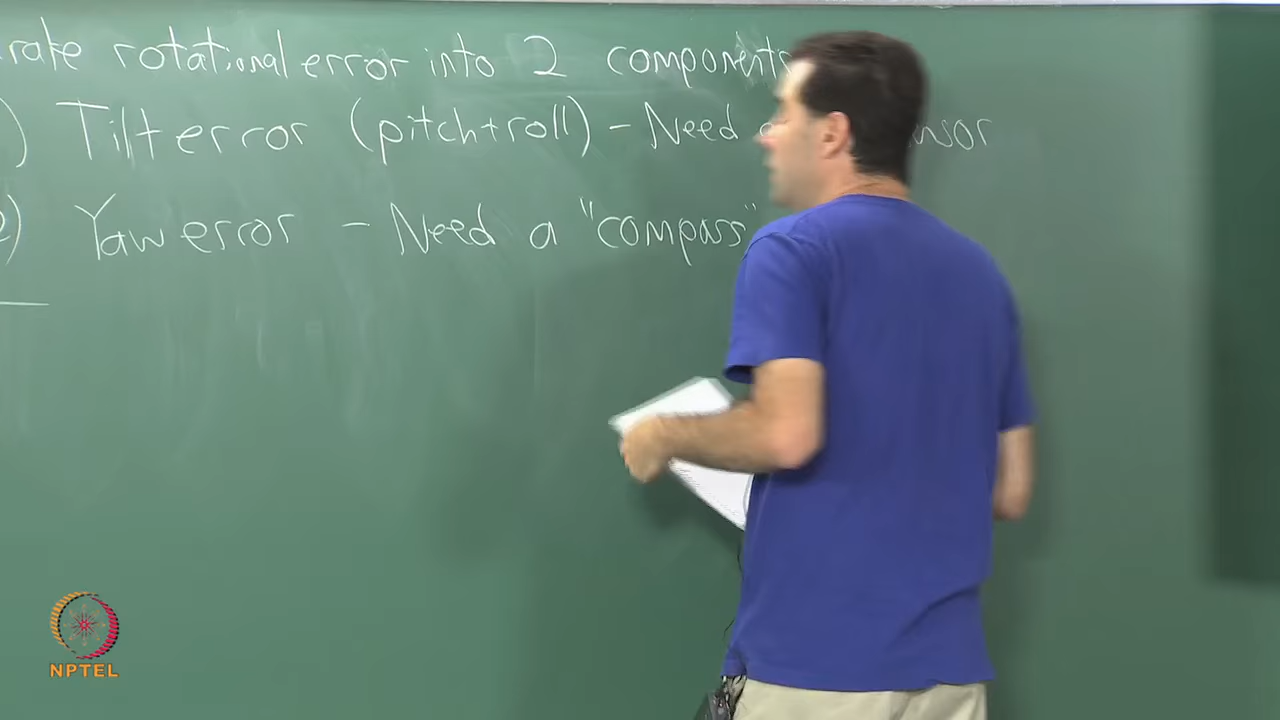 rate rotational error into 2 components
) Tilt error (pitch+roll) - Need
2) Yaw error - Need a "compass"
NPTEL